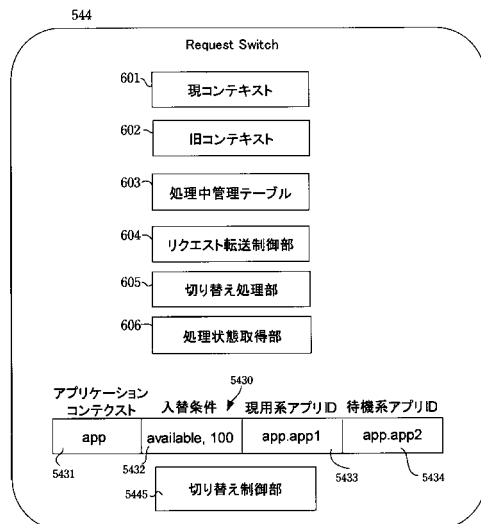 544
Request Switch
601
現コンテキスト
602
旧コンテキスト
603
処理中管理テーブル
604
リクエスト転送制御部
605
切り替え処理部
606
処理状態取得部
アプリケーション
コンテクスト
入替条件
5430
現用系アプリID
待機系アプリID
app
available, 100
app.app1
app.app2
5431
5432
5433
5434
5445
切り替え制御部